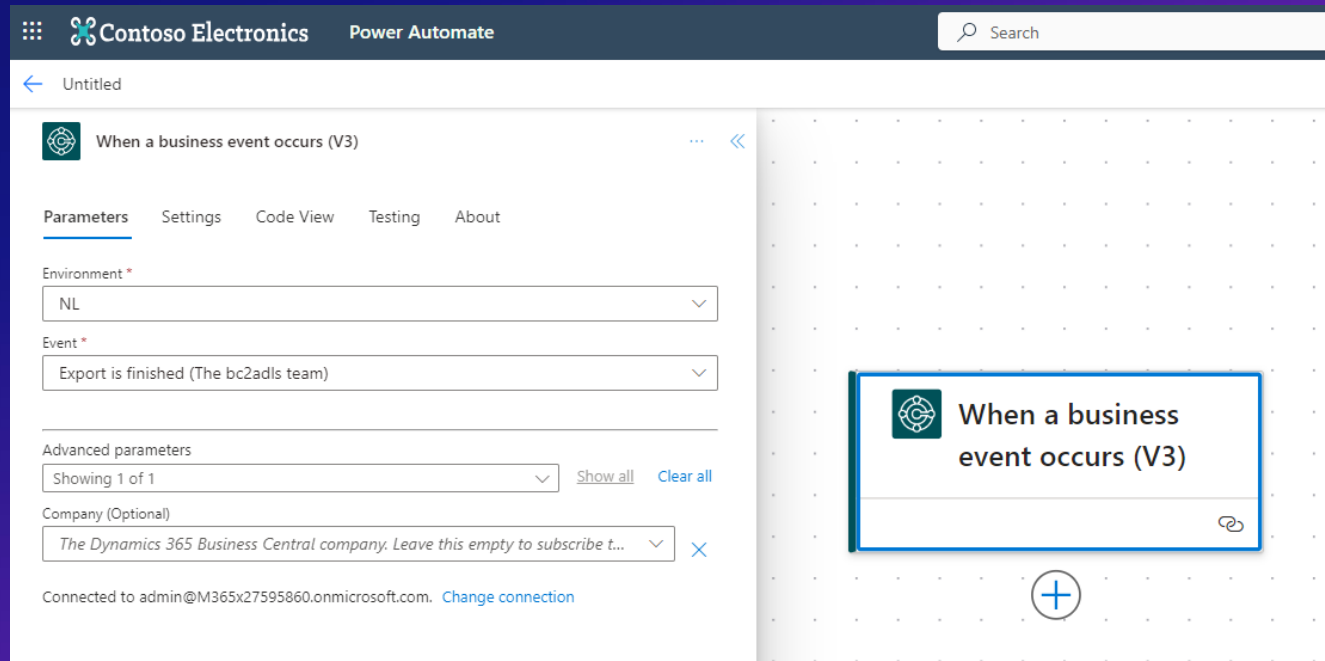 Contoso Electronics Power Automate Search
Untitled
When a business event occurs (V3)
Parameters Settings Code View Testing About
Environment *
NL
Event *
Export is finished (The bc2adls team)
Advanced parameters
Showing 1 of 1 Show all Clear all
Company (Optional)
The Dynamics 365 Business Central company. Leave this empty to subscribe t...
Connected to admin@M365x27595860.onmicrosoft.com. Change connection
When a business
event occurs (V3)